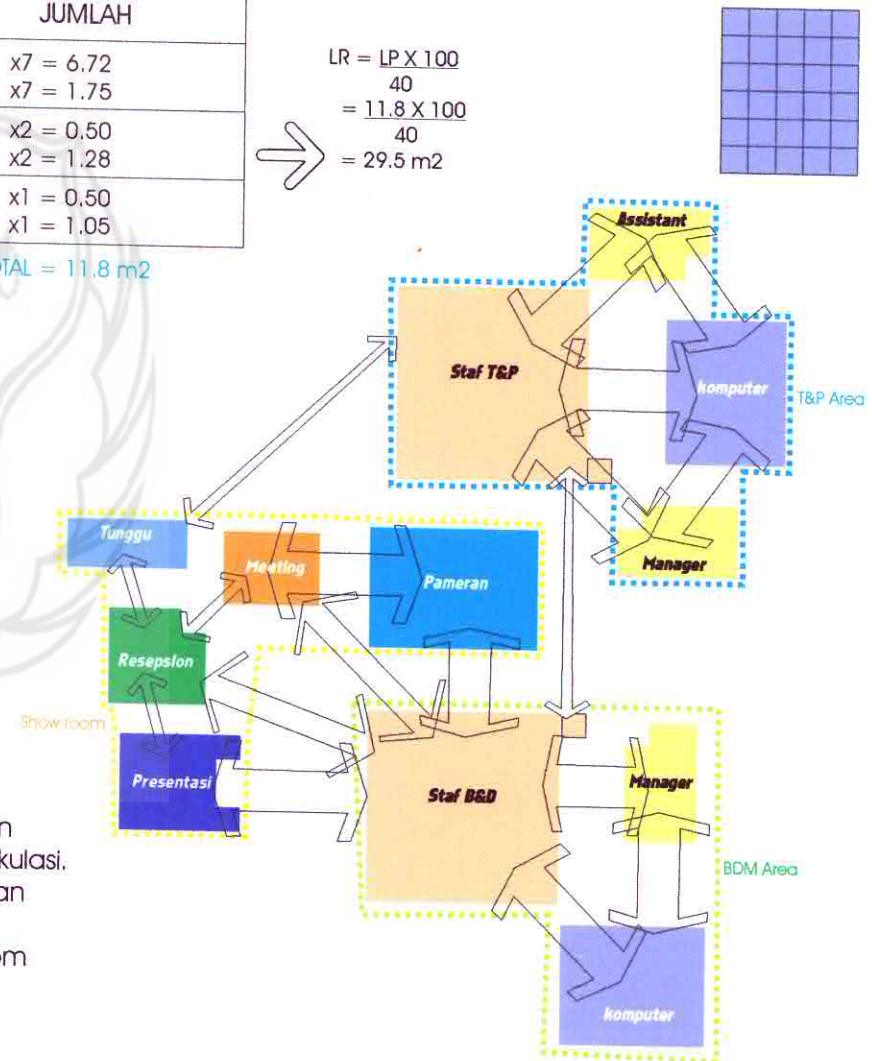 JUMLAH
x7 = 6.72
x7 = 1.75
x2 = 0.50
x2 = 1.28
x1 = 0.50
x1 = 1.05
OTAL = 11.8 m2
LR = LP X 100
40
= 11.8 X 100
40
= 29.5 m2
Assistant
Staf T&P
komputer
T&P Area
Manager
Tunggu
Meeting
Pameran
Resepsion
Show room
Presentasi
Staf B&D
Manager
BDM Area
komputer
n
kulasi.
an
om